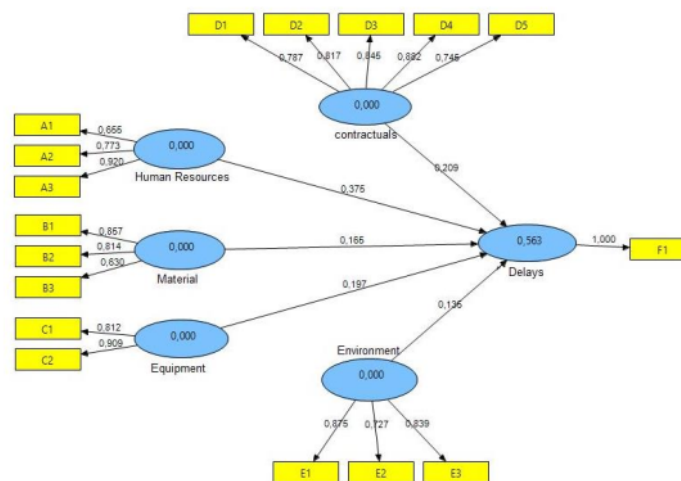 D1
D2
D3
D4
D5
0,787
0,817
0,845
0,882
0,745
0,000
contractuals
A1
A2
A3
0,655
0,773
0,920
0,000
Human Resources
0,209
0,375
B1
B2
B3
0,857
0,814
0,630
0,000
Material
0,165
0,563
Delays
1,000
F1
C1
C2
0,812
0,909
0,000
Equipment
0,197
0,135
Environment
0,000
0,875
0,727
0,839
E1
E2
E3